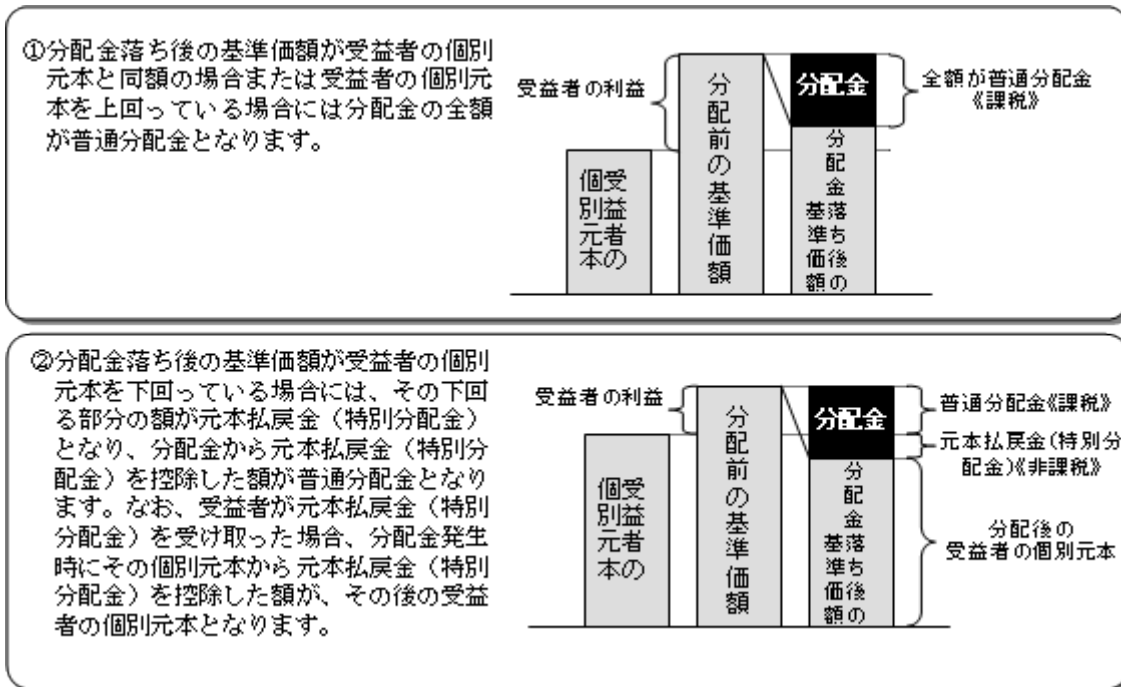 ①分配金落ち後の基準価額が受益者の個別
元本と同額の場合または受益者の個別元
本を上回っている場合には分配金の全額
が普通分配金となります。
受益者の利益
受益者の
個別元本
分配前の基準価額
分配金
分配金落ち後の
基準価額
全額が普通分配金
《課税》
②分配金落ち後の基準価額が受益者の個別
元本を下回っている場合には、その下回
る部分の額が元本払戻金（特別分配金）
となり、分配金から元本払戻金（特別分
配金）を控除した額が普通分配金となり
ます。なお、受益者が元本払戻金（特別
分配金）を受け取った場合、分配金発生
時にその個別元本から元本払戻金（特別
分配金）を控除した額が、その後の受益
者の個別元本となります。
受益者の利益
受益者の
個別元本
分配前の基準価額
分配金
分配金落ち後の
基準価額
普通分配金《課税》
元本払戻金(特別分
配金)《非課税》
分配後の
受益者の個別元本